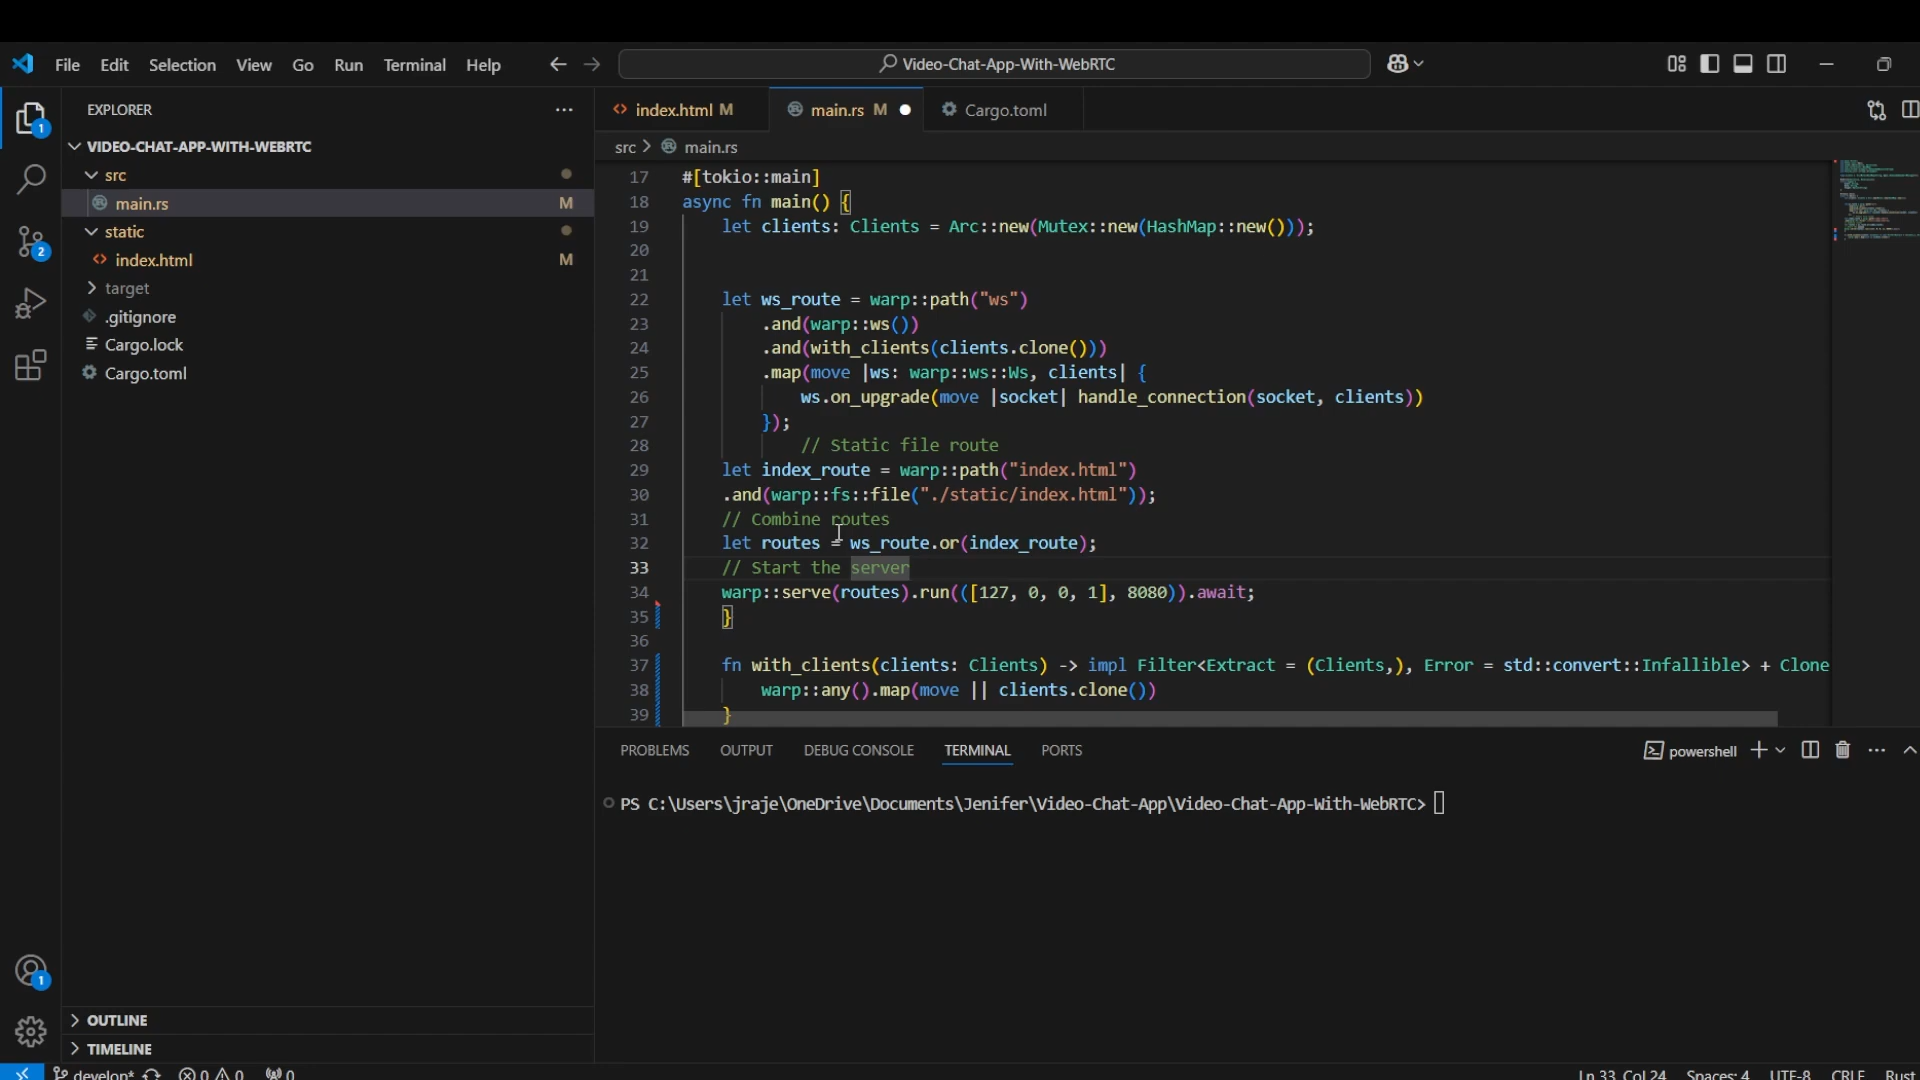 File Edit Selection View Go Run Terminal Help
Video-Chat-App-With-WebRTC
EXPLORER
VIDEO-CHAT-APP-WITH-WEBRTC
src
main.rs M
static
index.html M
target
.gitignore
Cargo.lock
Cargo.toml
OUTLINE
TIMELINE
1
2
1
index.html M
main.rs M
Cargo.toml
src > main.rs
17 #[tokio::main]
18 async fn main() {
19 let clients: Clients = Arc::new(Mutex::new(HashMap::new()));
20
21
22 let ws_route = warp::path("ws")
23 .and(warp::ws())
24 .and(with_clients(clients.clone()))
25 .map(move |ws: warp::ws::Ws, clients| {
26 ws.on_upgrade(move |socket| handle_connection(socket, clients))
27 });
28 // Static file route
29 let index_route = warp::path("index.html")
30 .and(warp::fs::file("./static/index.html"));
31 // Combine routes
32 let routes = ws_route.or(index_route);
33 // Start the server
34 warp::serve(routes).run(([127, 0, 0, 1], 8080)).await;
35 }
36
37 fn with_clients(clients: Clients) -> impl Filter<Extract = (Clients,), Error = std::convert::Infallible> + Clone
38 warp::any().map(move || clients.clone())
39 }
PROBLEMS OUTPUT DEBUG CONSOLE TERMINAL PORTS
powershell
PS C:\Users\jraje\OneDrive\Documents\Jenifer\Video-Chat-App\Video-Chat-App-With-WebRTC>
develop* 0 0 0
Ln 33, Col 24 Spaces: 4 UTF-8 CRLF Rust